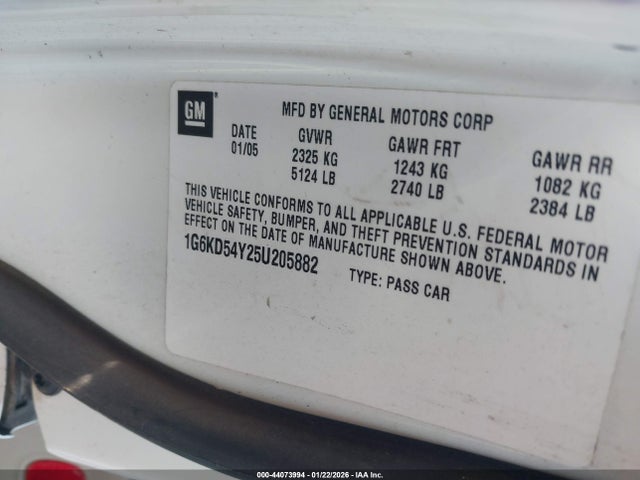 GM
MFD BY GENERAL MOTORS CORP
DATE GVWR GAWR FRT GAWR RR
01/05 2325 KG 1243 KG 1082 KG
5124 LB 2740 LB 2384 LB
THIS VEHICLE CONFORMS TO ALL APPLICABLE U.S. FEDERAL MOTOR
VEHICLE SAFETY, BUMPER, AND THEFT PREVENTION STANDARDS IN
EFFECT ON THE DATE OF MANUFACTURE SHOWN ABOVE.
1G6KD54Y25U205882 TYPE: PASS CAR
000-44073994 - 01/22/2026 - IAA Inc.